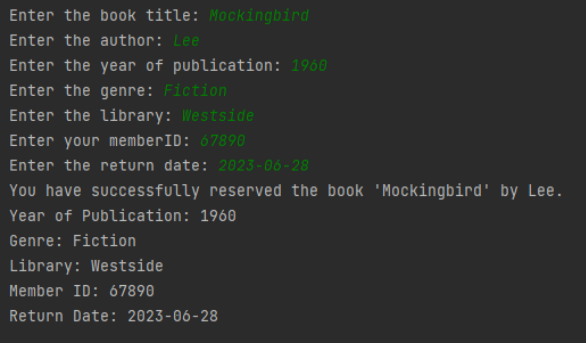 Enter the book title: Mockingbird
Enter the author: Lee
Enter the year of publication: 1960
Enter the genre: Fiction
Enter the library: Westside
Enter your memberID: 67890
Enter the return date: 2023-06-28
You have successfully reserved the book 'Mockingbird' by Lee.
Year of Publication: 1960
Genre: Fiction
Library: Westside
Member ID: 67890
Return Date: 2023-06-28